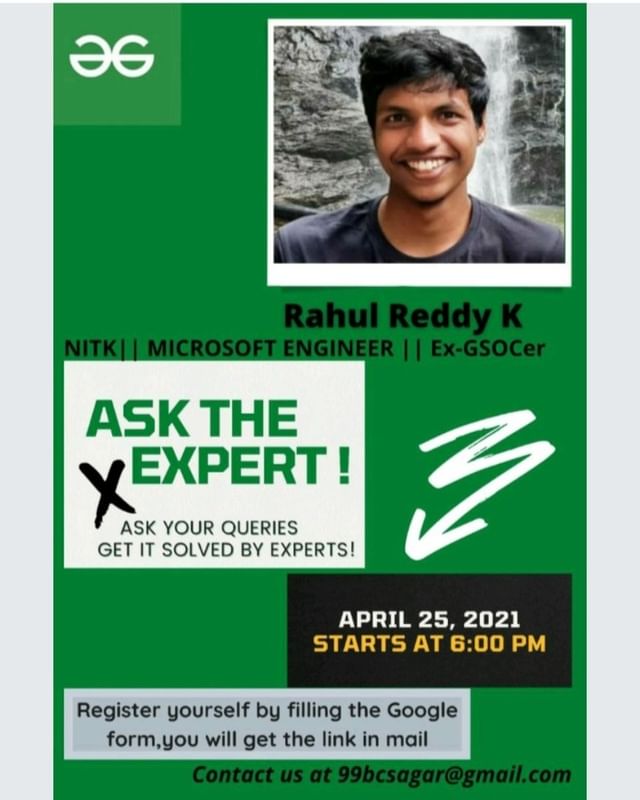 Rahul Reddy K
NITK|| MICROSOFT ENGINEER || Ex-GSOCer
ASK THE
EXPERT !
ASK YOUR QUERIES
GET IT SOLVED BY EXPERTS!
APRIL 25, 2021
STARTS AT 6:00 PM
Register yourself by filling the Google
form,you will get the link in mail
Contact us at 99bcsagar@gmail.com